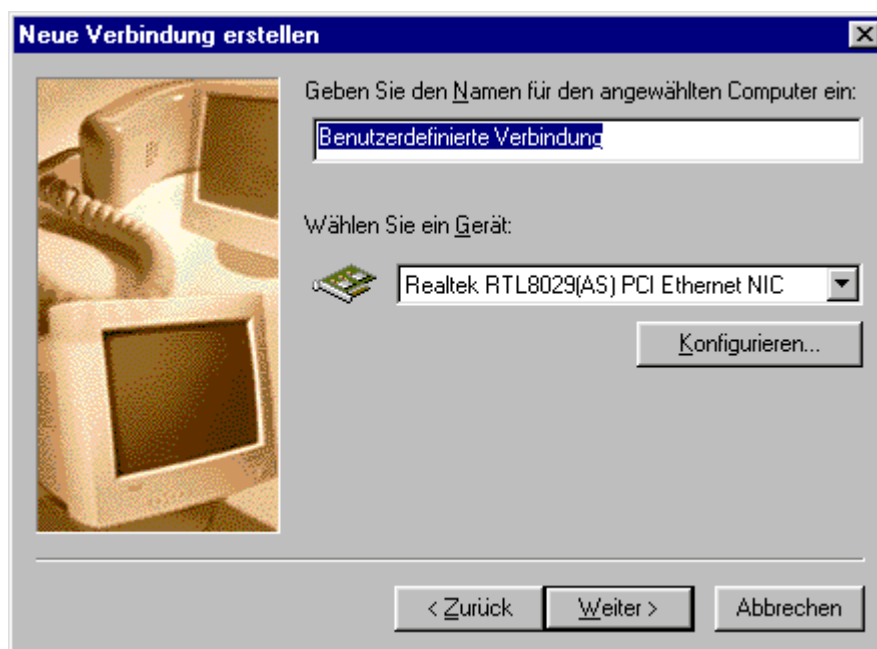 Neue Verbindung erstellen
Geben Sie den Namen für den angewählten Computer ein:
Benutzerdefinierte Verbindung
Wählen Sie ein Gerät:
Realtek RTL8029(AS) PCI Ethernet NIC
Konfigurieren...
< Zurück
Weiter >
Abbrechen